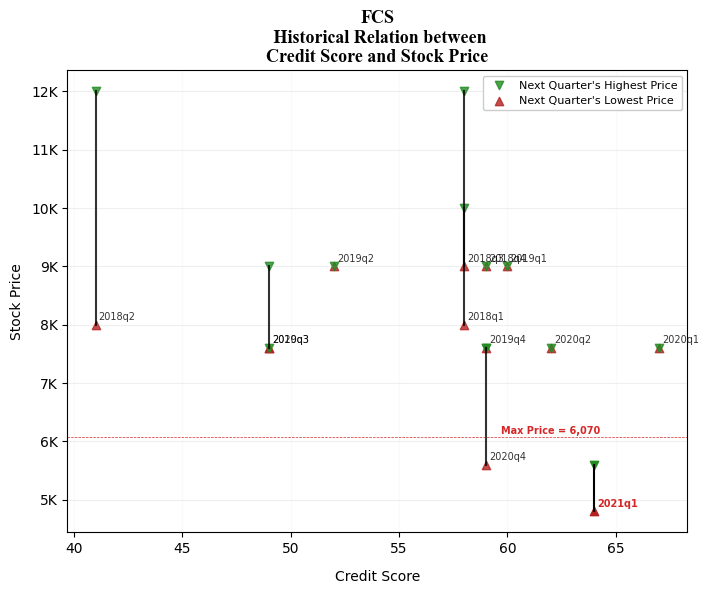 FCS
Historical Relation between
Credit Score and Stock Price
Next Quarter's Highest Price
Next Quarter's Lowest Price
12K
11K
10K
9K
8K
7K
6K
5K
Stock Price
2019q2
2018q4
2019q1
2018q2
2018q1
2019q3
2019q4
2020q2
2020q1
Max Price = 6,070
2020q4
2021q1
40
45
50
55
60
65
Credit Score